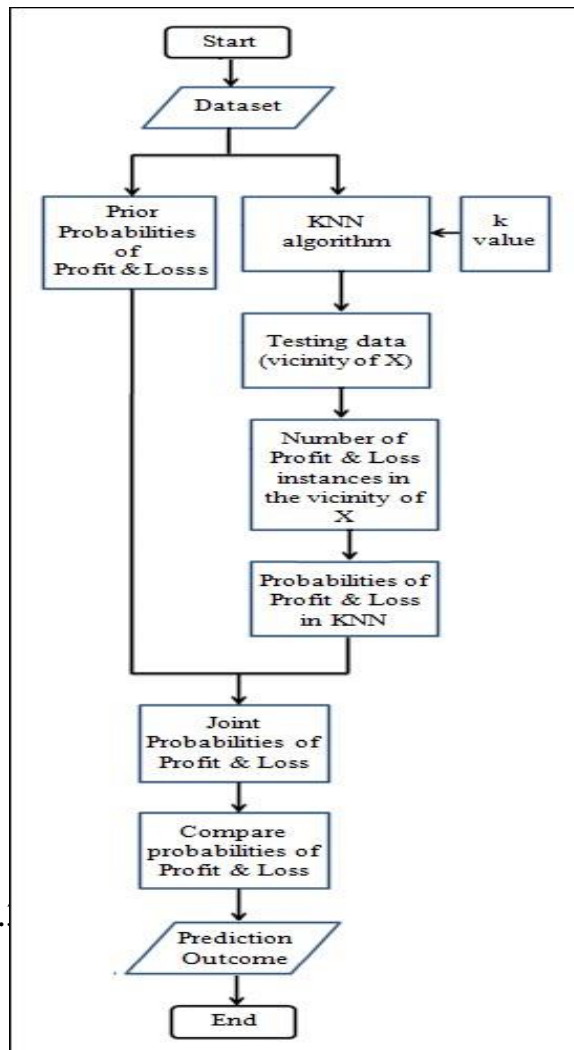 Start
Dataset
Prior
Probabilities
of
Profit & Losss
KNN
algorithm
k
value
Testing data
(vicinity of X)
Number of
Profit & Loss
instances in
the vicinity of
X
Probabilities of
Profit & Loss
in KNN
Joint
Probabilities of
Profit & Loss
Compare
probabilities of
Profit & Loss
Prediction
Outcome
End